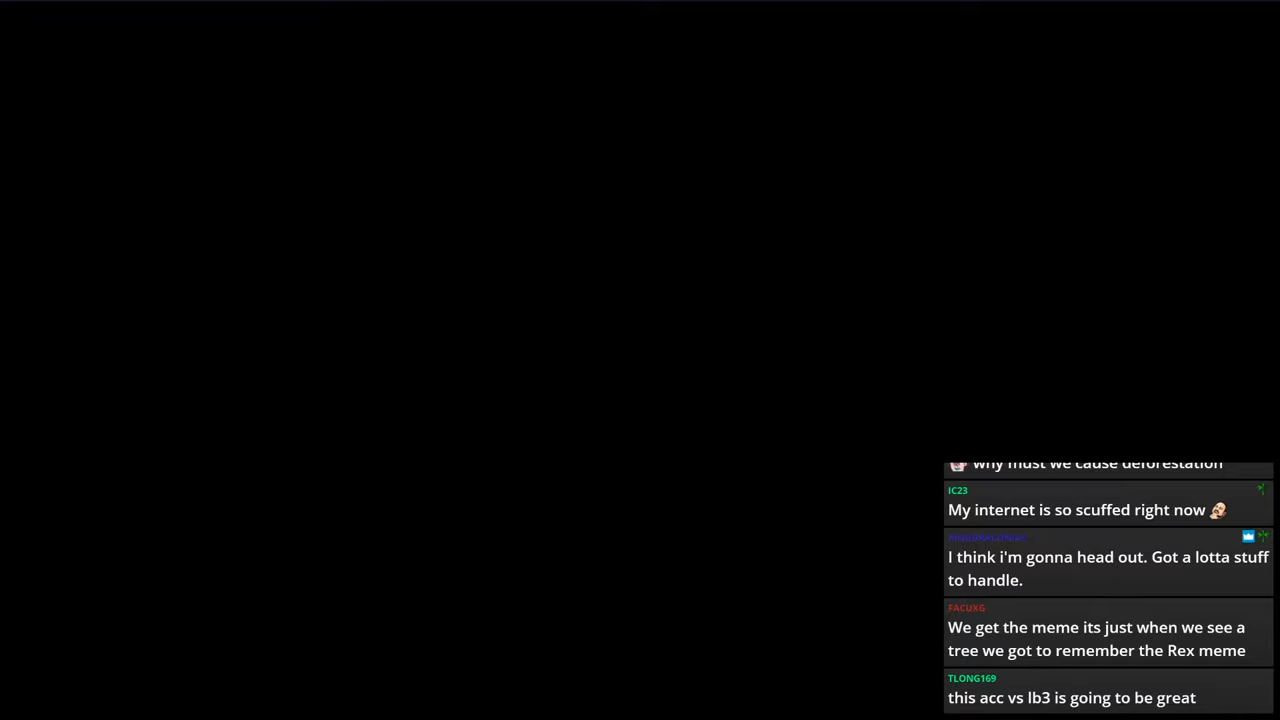 why must we cause deforestation
IC23
My internet is so scuffed right now
I think i'm gonna head out. Got a lotta stuff
to handle.
FACUXG
We get the meme its just when we see a
tree we got to remember the Rex meme
TLONG169
this acc vs lb3 is going to be great